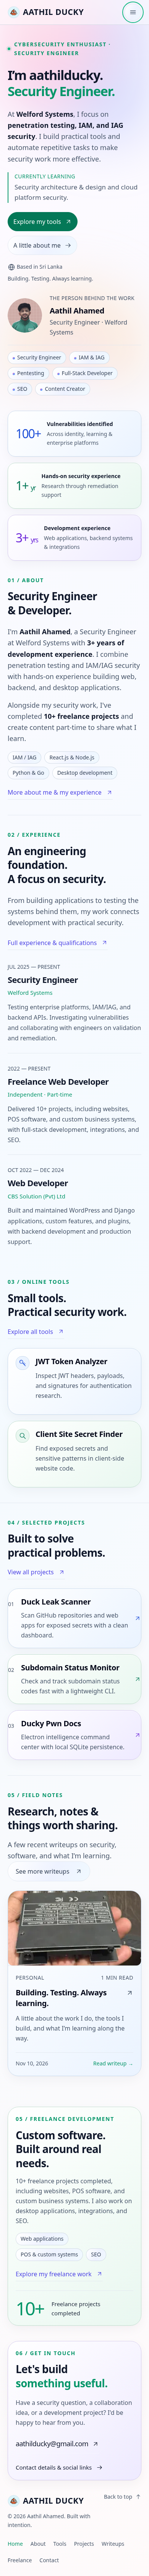 AATHIL DUCKY
CYBERSECURITY ENTHUSIAST ·
SECURITY ENGINEER
I'm aathilducky.
Security Engineer.
At Welford Systems, I focus on
penetration testing, IAM, and IAG
security. I build practical tools and
automate repetitive tasks to make
security work more effective.
CURRENTLY LEARNING
Security architecture & design and cloud
platform security.
Explore my tools ↗
A little about me →
Based in Sri Lanka
Building. Testing. Always learning.
THE PERSON BEHIND THE WORK
Aathil Ahamed
Security Engineer · Welford
Systems
Security Engineer
IAM & IAG
Pentesting
Full-Stack Developer
SEO
Content Creator
100+
Vulnerabilities identified
Across identity, learning &
enterprise platforms
1+ yr
Hands-on security experience
Research through remediation
support
3+ yrs
Development experience
Web applications, backend systems
& integrations
01 / ABOUT
Security Engineer
& Developer.
I'm Aathil Ahamed, a Security Engineer
at Welford Systems with 3+ years of
development experience. I combine
penetration testing and IAM/IAG security
with hands-on experience building web,
backend, and desktop applications.
Alongside my security work, I've
completed 10+ freelance projects and
create content part-time to share what I
learn.
IAM / IAG
React.js & Node.js
Python & Go
Desktop development
More about me & my experience ↗
02 / EXPERIENCE
An engineering
foundation.
A focus on security.
From building applications to testing the
systems behind them, my work connects
development with practical security.
Full experience & qualifications ↗
JUL 2025 — PRESENT
Security Engineer
Welford Systems
Testing enterprise platforms, IAM/IAG, and
backend APIs. Investigating vulnerabilities
and collaborating with engineers on validation
and remediation.
2022 — PRESENT
Freelance Web Developer
Independent · Part-time
Delivered 10+ projects, including websites,
POS software, and custom business systems,
with full-stack development, integrations, and
SEO.
OCT 2022 — DEC 2024
Web Developer
CBS Solution (Pvt) Ltd
Built and maintained WordPress and Django
applications, custom features, and plugins,
with backend development and production
support.
03 / ONLINE TOOLS
Small tools.
Practical security work.
Explore all tools ↗
JWT Token Analyzer
Inspect JWT headers, payloads,
and signatures for authentication
research.
Client Site Secret Finder
Find exposed secrets and
sensitive patterns in client-side
website code.
04 / SELECTED PROJECTS
Built to solve
practical problems.
View all projects ↗
01
Duck Leak Scanner ↗
Scan GitHub repositories and web
apps for exposed secrets with a clean
dashboard.
02
Subdomain Status Monitor ↗
Check and track subdomain status
codes fast with a lightweight CLI.
03
Ducky Pwn Docs ↗
Electron intelligence command
center with local SQLite persistence.
05 / FIELD NOTES
Research, notes &
things worth sharing.
A few recent writeups on security,
software, and what I'm learning.
See more writeups ↗
PERSONAL
1 MIN READ
Building. Testing. Always ↗
learning.
A little about the work I do, the tools I
build, and what I'm learning along the
way.
Nov 10, 2026
Read writeup →
05 / FREELANCE DEVELOPMENT
Custom software.
Built around real
needs.
10+ freelance projects completed,
including websites, POS software, and
custom business systems. I also work on
desktop applications, integrations, and
SEO.
Web applications
POS & custom systems
SEO
Explore my freelance work ↗
10+
Freelance projects
completed
06 / GET IN TOUCH
Let's build
something useful.
Have a security question, a collaboration
idea, or a development project? I'd be
happy to hear from you.
aathilducky@gmail.com ↗
Contact details & social links →
AATHIL DUCKY
Back to top ↑
© 2026 Aathil Ahamed. Built with
intention.
Home About Tools Projects Writeups
Freelance Contact